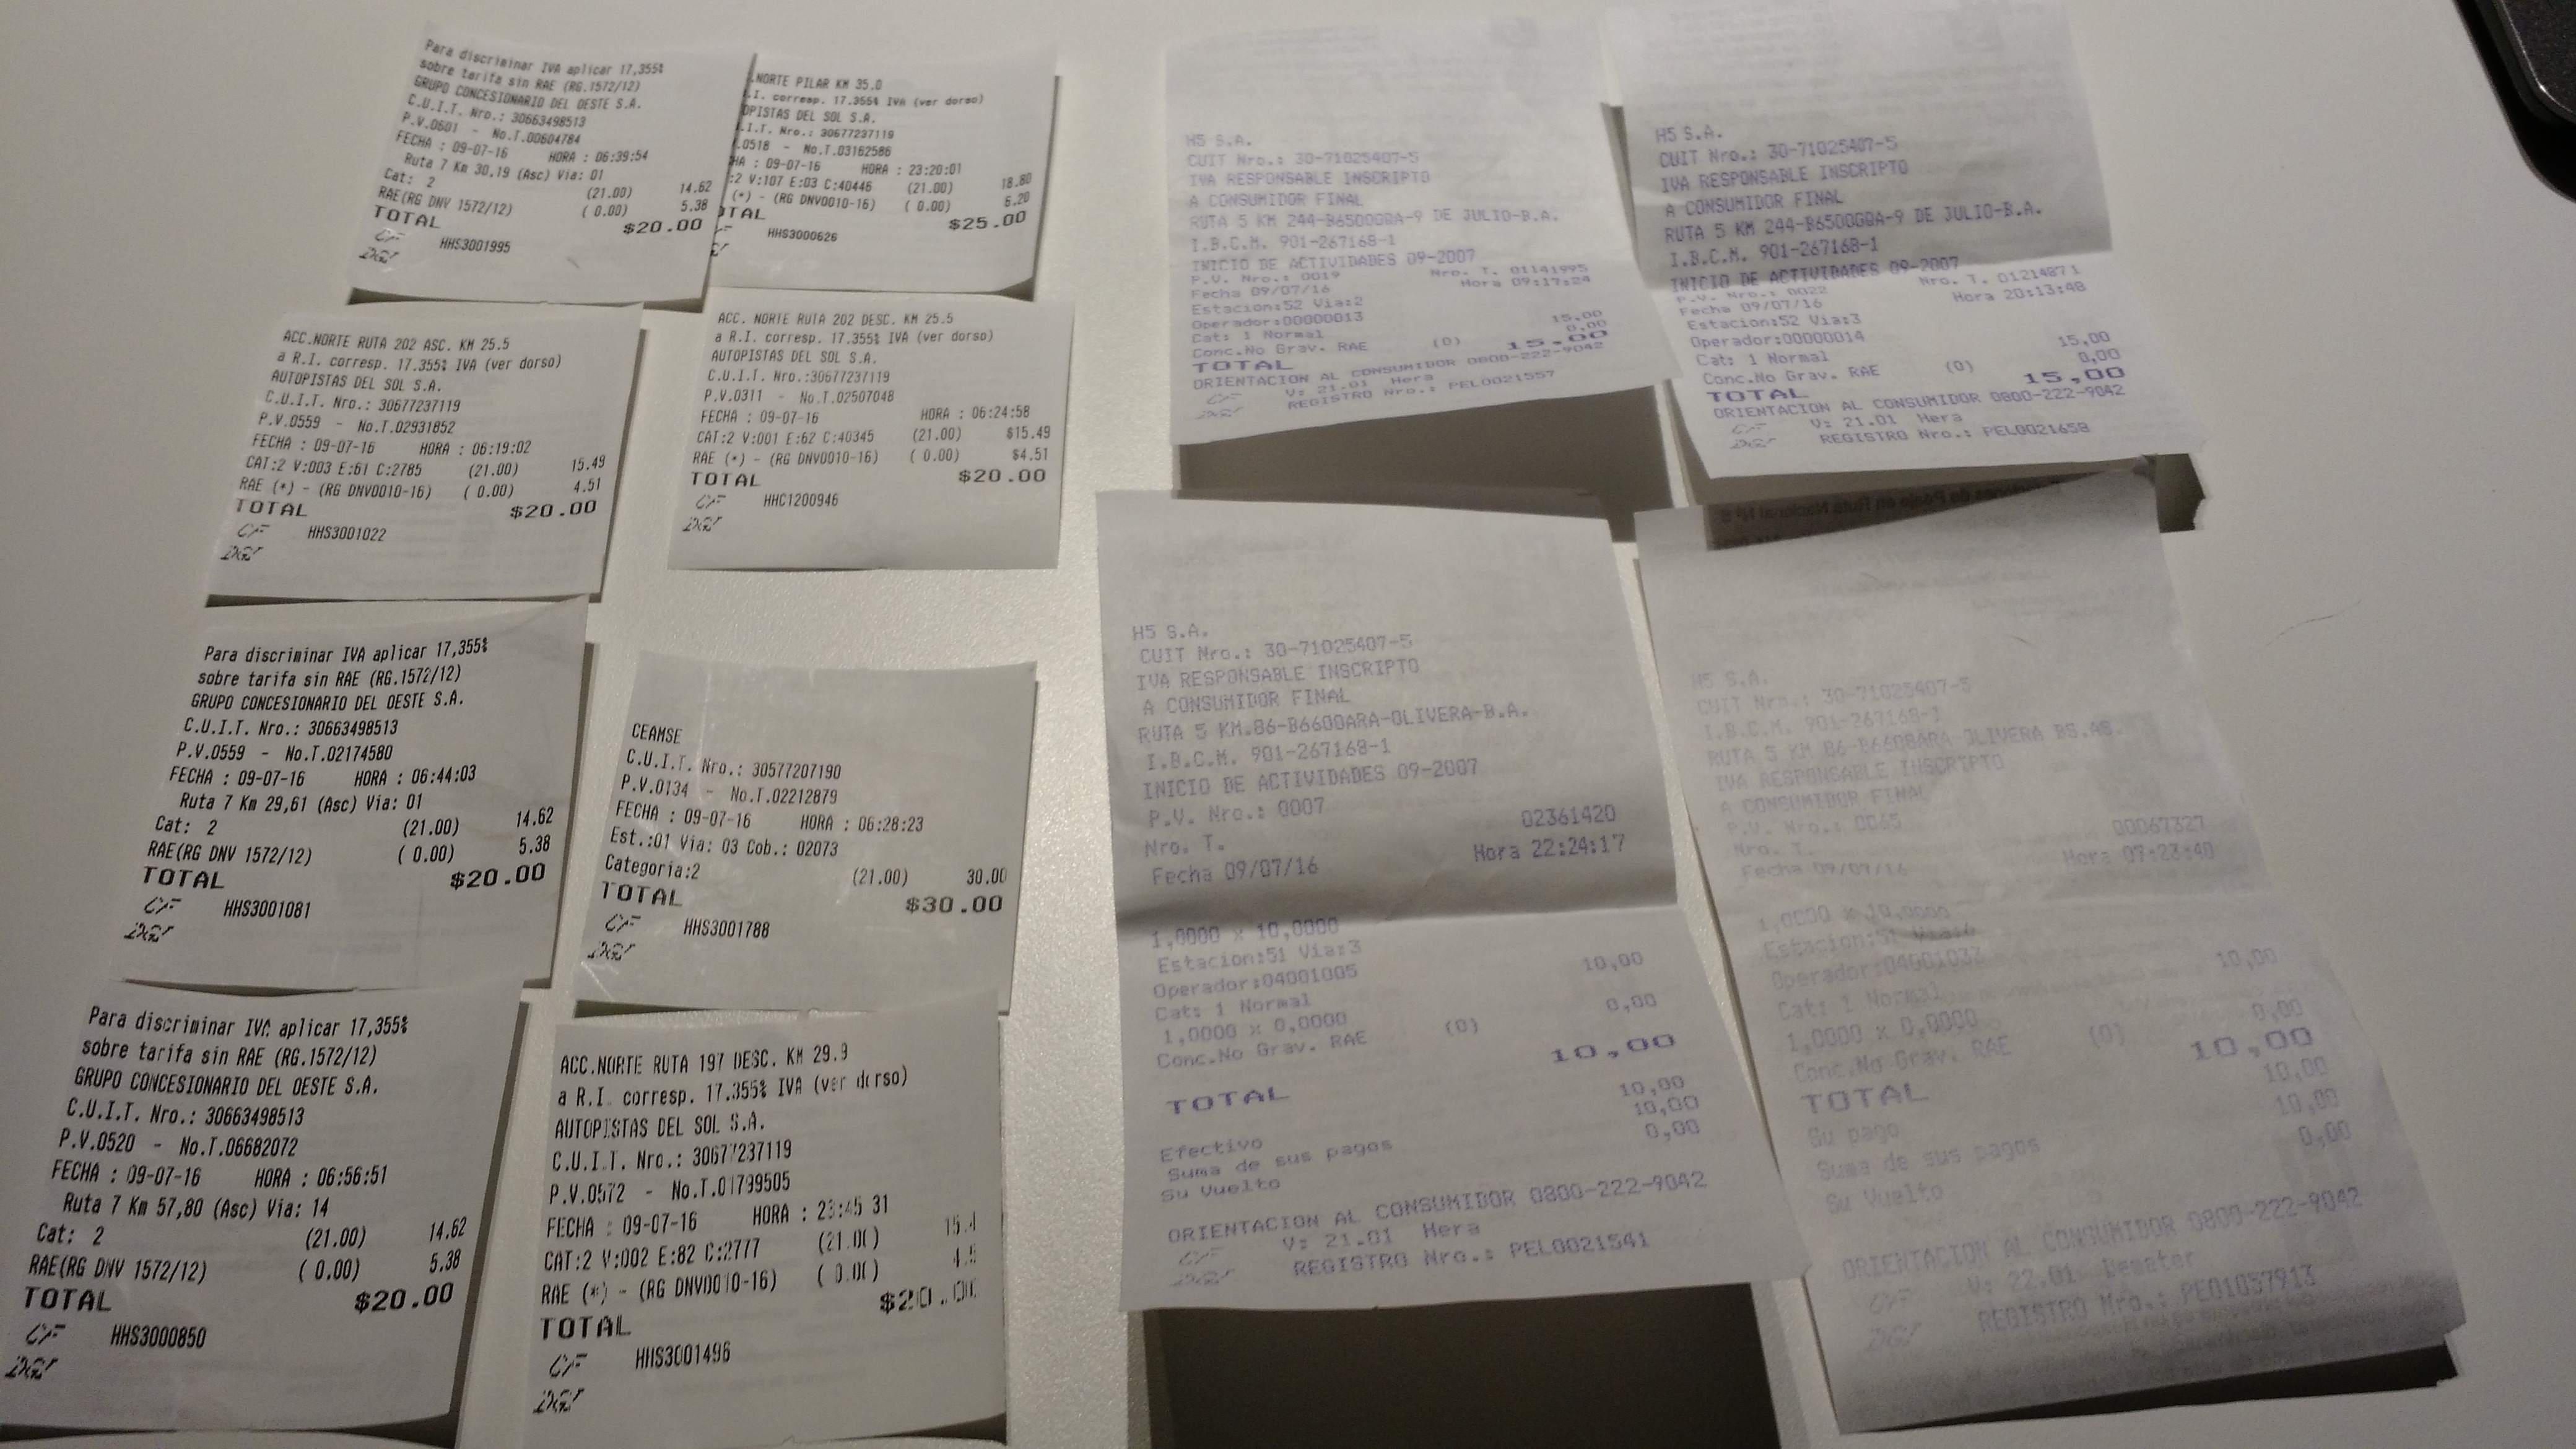 Para discriminar IVA aplicar 17,355%
sobre tarifa sin RAE (RG.1572/12)
GRUPO CONCESIONARIO DEL OESTE S.A.
C.U.I.T. Nro.: 30663498513
P.V.0601 - No.T.00604784
FECHA : 09-07-16 HORA : 06:39:54
Ruta 7 Km 30,19 (Asc) Via: 01
Cat: 2 (21.00) 14.62
RAE(RG DNV 1572/12) ( 0.00) 5.38
TOTAL $20.00
CF HHS3001995
DGI
.NORTE PILAR KM 35.0
.I. corresp. 17.355% IVA (ver dorso)
OPISTAS DEL SOL S.A.
.I.T. Nro.: 30677237119
.0518 - No.T.03162586
HA : 09-07-16 HORA : 23:20:01
:2 V:107 E:03 C:40446 (21.00) 18.80
(*) - (RG DNV0010-16) ( 0.00) 6.20
OTAL $25.00
HHS3000626
ACC.NORTE RUTA 202 ASC. KM 25.5
a R.I. corresp. 17.355% IVA (ver dorso)
AUTOPISTAS DEL SOL S.A.
C.U.I.T. Nro.: 30677237119
P.V.0559 - No.T.02931852
FECHA : 09-07-16 HORA : 06:19:02
CAT:2 V:003 E:61 C:2785 (21.00) 15.49
RAE (*) - (RG DNV0010-16) ( 0.00) 4.51
TOTAL $20.00
CF HHS3001022
DGI
ACC. NORTE RUTA 202 DESC. KM 25.5
a R.I. corresp. 17.355% IVA (ver dorso)
AUTOPISTAS DEL SOL S.A.
C.U.I.T. Nro.:30677237119
P.V.0311 - No.T.02507048
FECHA : 09-07-16 HORA : 06:24:58
CAT:2 V:001 E:62 C:40345 (21.00) $15.49
RAE (*) - (RG DNV0010-16) ( 0.00) $4.51
TOTAL $20.00
CF HHC1200946
DGI
Para discriminar IVA aplicar 17,355%
sobre tarifa sin RAE (RG.1572/12)
GRUPO CONCESIONARIO DEL OESTE S.A.
C.U.I.T. Nro.: 30663498513
P.V.0559 - No.T.02174580
FECHA : 09-07-16 HORA : 06:44:03
Ruta 7 Km 29,61 (Asc) Via: 01
Cat: 2 (21.00) 14.62
RAE(RG DNV 1572/12) ( 0.00) 5.38
TOTAL $20.00
CF HHS3001081
DGI
CEAMSE
C.U.I.T. Nro.: 30577207190
P.V.0134 - No.T.02212879
FECHA : 09-07-16 HORA : 06:28:23
Est.:01 Via: 03 Cob.: 02073
Categoria:2 (21.00) 30.00
TOTAL $30.00
CF HHS3001788
DGI
Para discriminar IVA aplicar 17,355%
sobre tarifa sin RAE (RG.1572/12)
GRUPO CONCESIONARIO DEL OESTE S.A.
C.U.I.T. Nro.: 30663498513
P.V.0520 - No.T.06682072
FECHA : 09-07-16 HORA : 06:56:51
Ruta 7 Km 57,80 (Asc) Via: 14
Cat: 2 (21.00) 14.62
RAE(RG DNV 1572/12) ( 0.00) 5.38
TOTAL $20.00
CF HHS3000850
DGI
ACC.NORTE RUTA 197 DESC. KM 29.9
a R.I. corresp. 17.355% IVA (ver dorso)
AUTOPISTAS DEL SOL S.A.
C.U.I.T. Nro.: 30677237119
P.V.0572 - No.T.01799505
FECHA : 09-07-16 HORA : 23:45 31
CAT:2 V:002 E:82 C:2777 (21.00) 15.4
RAE (*) - (RG DNV0010-16) ( 0.00) 4.5
TOTAL $20.00
CF HHS3001496
DGI
H5 S.A.
CUIT Nro.: 30-71025407-5
IVA RESPONSABLE INSCRIPTO
A CONSUMIDOR FINAL
RUTA 5 KM 244-B6500GQA-9 DE JULIO-B.A.
I.B.C.M. 901-267168-1
INICIO DE ACTIVIDADES 09-2007
P.V. Nro.: 0019 Nro. T. 01141995
Fecha 09/07/16 Hora 09:17:24
Estacion:52 Via:2
Operador:00000013 15,00
Cat: 1 Normal 0,00
Conc.No Grav. RAE (0) 15,00
TOTAL
ORIENTACION AL CONSUMIDOR 0800-222-9042
CF V: 21.01 Hera
DGI REGISTRO Nro.: PEL0021557
H5 S.A.
CUIT Nro.: 30-71025407-5
IVA RESPONSABLE INSCRIPTO
A CONSUMIDOR FINAL
RUTA 5 KM 244-B6500GQA-9 DE JULIO-B.A.
I.B.C.M. 901-267168-1
INICIO DE ACTIVIDADES 09-2007
P.V. Nro.: 0022 Nro. T. 01214871
Fecha 09/07/16 Hora 20:13:48
Estacion:52 Via:3
Operador:00000014 15,00
Cat: 1 Normal 0,00
Conc.No Grav. RAE (0) 15,00
TOTAL
ORIENTACION AL CONSUMIDOR 0800-222-9042
CF V: 21.01 Hera
DGI REGISTRO Nro.: PEL0021658
H5 S.A.
CUIT Nro.: 30-71025407-5
IVA RESPONSABLE INSCRIPTO
A CONSUMIDOR FINAL
RUTA 5 KM.86-B6600ARA-OLIVERA-B.A.
I.B.C.M. 901-267168-1
INICIO DE ACTIVIDADES 09-2007
P.V. Nro.: 0007
Nro. T. 02361420
Fecha 09/07/16 Hora 22:24:17
1,0000 x 10,0000
Estacion:51 Via:3
Operador:04001005 10,00
Cat: 1 Normal
1,0000 x 0,0000 0,00
Conc.No Grav. RAE (0)
TOTAL 10,00
10,00
Efectivo 10,00
Suma de sus pagos 0,00
Su Vuelto
ORIENTACION AL CONSUMIDOR 0800-222-9042
CF V: 21.01 Hera
DGI REGISTRO Nro.: PEL0021541
H5 S.A.
CUIT Nro.: 30-71025407-5
I.B.C.M. 901-267168-1
RUTA 5 KM 86-B6608ARA OLIVERA BS.AS.
IVA RESPONSABLE INSCRIPTO
A CONSUMIDOR FINAL
P.V. Nro.: 0065
Nro. T. 00067327
Fecha 09/07/16 Hora 07:23:40
1,0000 x 10,0000
Estacion:51
Operador:04001037 10,00
Cat: 1 Normal
1,0000 x 0,0000 0,00
Conc.No Grav. RAE (0) 10,00
TOTAL 10,00
Su pago 10,00
Suma de sus pagos 0,00
Su Vuelto
ORIENTACION AL CONSUMIDOR 0800-222-9042
V: 22.01 Demeter
REGISTRO Nro.: PEO1037913